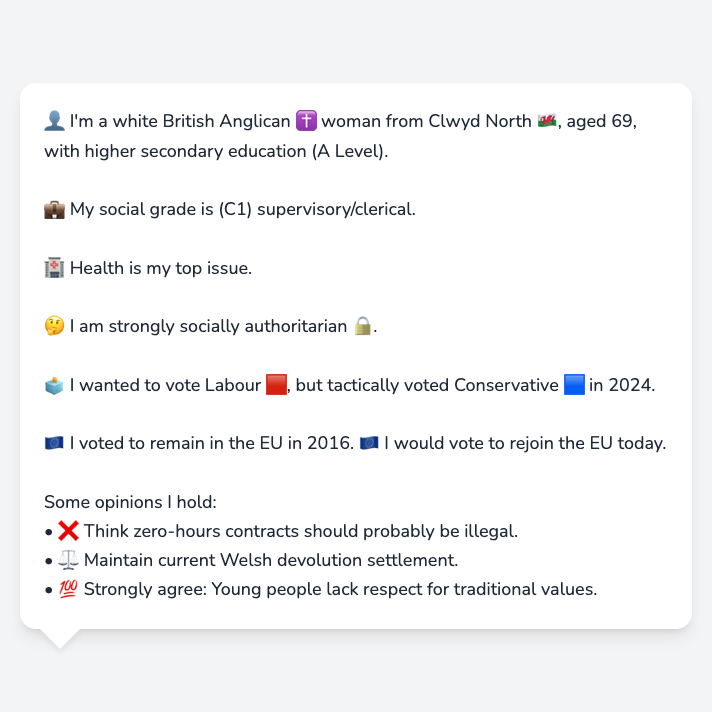 👤 I'm a white British Anglican ✝️ woman from Clwyd North 🏴󠁧󠁢󠁷󠁬󠁳󠁿, aged 69,
with higher secondary education (A Level).
💼 My social grade is (C1) supervisory/clerical.
🏥 Health is my top issue.
🤔 I am strongly socially authoritarian 🔒.
🗳️ I wanted to vote Labour 🟥, but tactically voted Conservative 🟦 in 2024.
🇪🇺 I voted to remain in the EU in 2016. 🇪🇺 I would vote to rejoin the EU today.
Some opinions I hold:
• ❌ Think zero-hours contracts should probably be illegal.
• ⚖️ Maintain current Welsh devolution settlement.
• 💯 Strongly agree: Young people lack respect for traditional values.